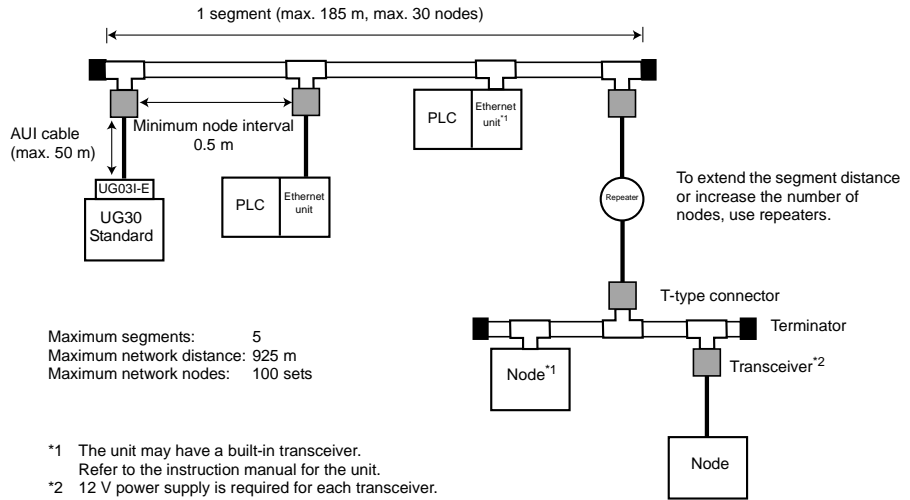 1 segment (max. 185 m, max. 30 nodes)
AUI cable
(max. 50 m)
Minimum node interval
0.5 m
PLC
Ethernet
unit*1
UG03I-E
UG30
Standard
PLC
Ethernet
unit
Repeater
To extend the segment distance
or increase the number of
nodes, use repeaters.
T-type connector
Terminator
Maximum segments: 5
Maximum network distance: 925 m
Maximum network nodes: 100 sets
Node*1
Transceiver*2
Node
*1 The unit may have a built-in transceiver.
Refer to the instruction manual for the unit.
*2 12 V power supply is required for each transceiver.